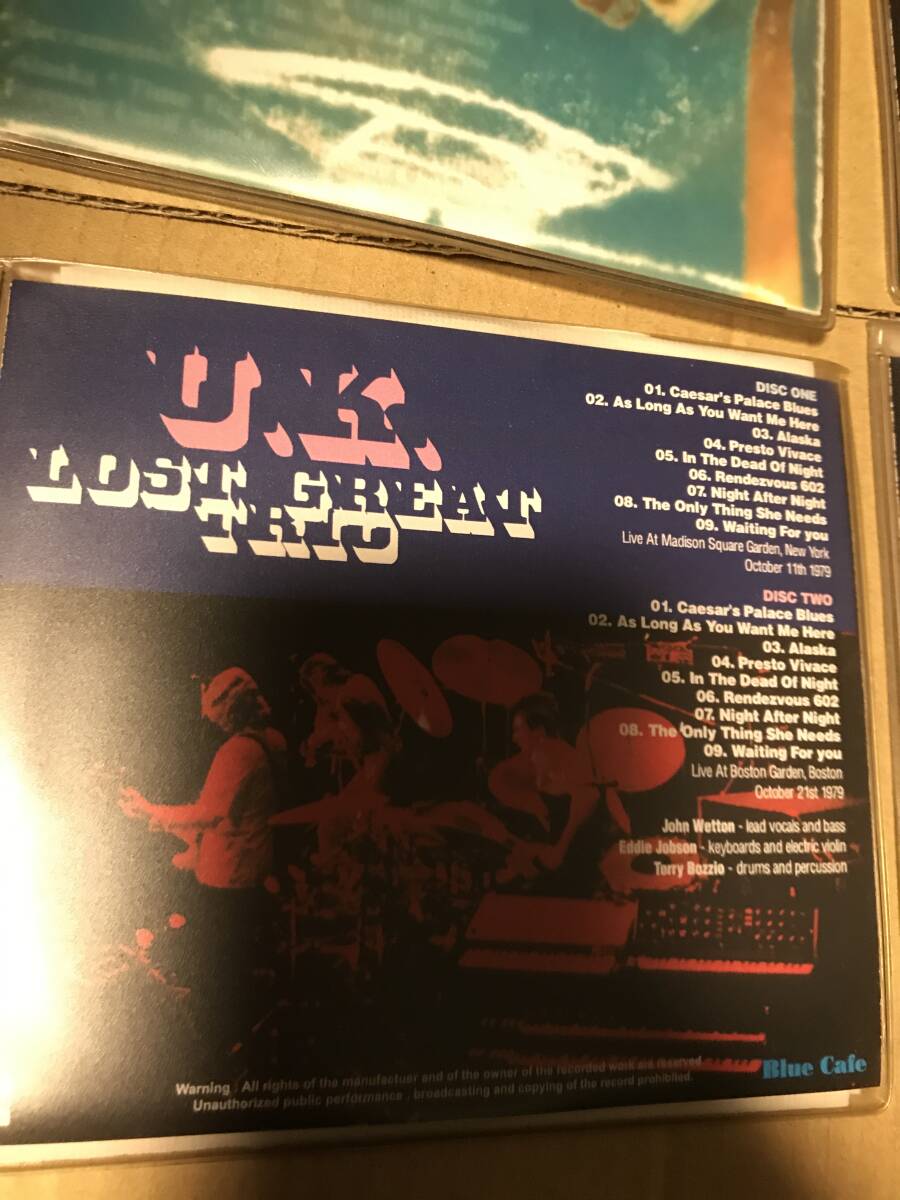 U.K.
LOST GREAT
TRIO
DISC ONE
01. Caesar's Palace Blues
02. As Long As You Want Me Here
03. Alaska
04. Presto Vivace
05. In The Dead Of Night
06. Rendezvous 602
07. Night After Night
08. The Only Thing She Needs
09. Waiting For you
Live At Madison Square Garden, New York
October 11th 1979
DISC TWO
01. Caesar's Palace Blues
02. As Long As You Want Me Here
03. Alaska
04. Presto Vivace
05. In The Dead Of Night
06. Rendezvous 602
07. Night After Night
08. The Only Thing She Needs
09. Waiting For you
Live At Boston Garden, Boston
October 21st 1979
John Wetton - lead vocals and bass
Eddie Jobson - keyboards and electric violin
Terry Bozzio - drums and percussion
Blue Cafe
Warning . All rights of the manufactuer and of the owner of the recorded work are reserved
Unauthorized public performance , broadcasting and copying of the record prohibited.